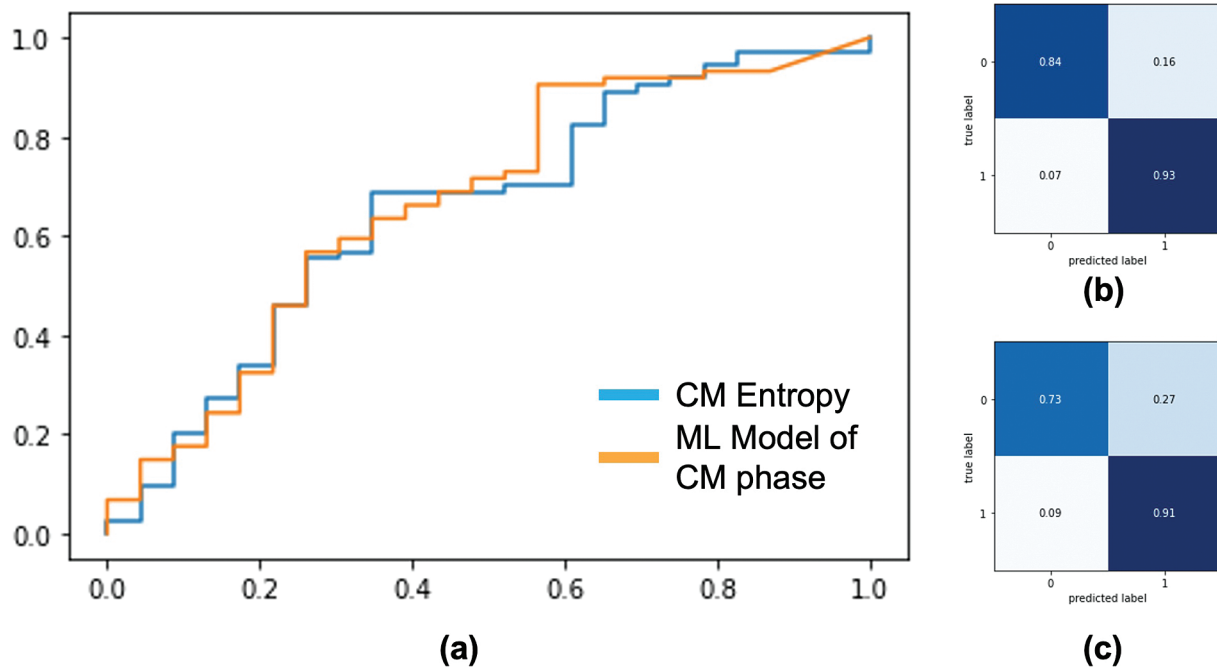 1.0
0.8
0.6
0.4
0.2
0.0
0.0 0.2 0.4 0.6 0.8 1.0
CM Entropy
ML Model of
CM phase
(a)
true label
0
1
0.84 0.16
0.07 0.93
0 1
predicted label
(b)
true label
0
1
0.73 0.27
0.09 0.91
0 1
predicted label
(c)